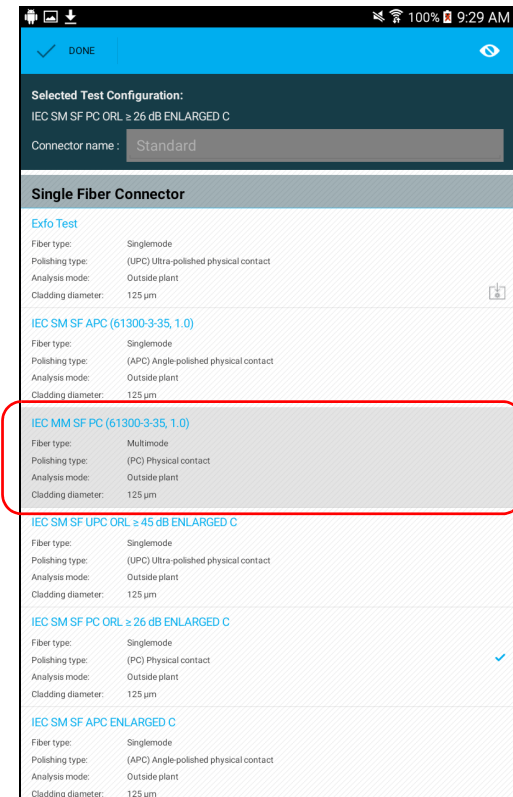 100% 9:29 AM
DONE
Selected Test Configuration:
IEC SM SF PC ORL ≥ 26 dB ENLARGED C
Connector name : Standard
Single Fiber Connector
Exfo Test
Fiber type: Singlemode
Polishing type: (UPC) Ultra-polished physical contact
Analysis mode: Outside plant
Cladding diameter: 125 µm
IEC SM SF APC (61300-3-35, 1.0)
Fiber type: Singlemode
Polishing type: (APC) Angle-polished physical contact
Analysis mode: Outside plant
Cladding diameter: 125 µm
IEC MM SF PC (61300-3-35, 1.0)
Fiber type: Multimode
Polishing type: (PC) Physical contact
Analysis mode: Outside plant
Cladding diameter: 125 µm
IEC SM SF UPC ORL ≥ 45 dB ENLARGED C
Fiber type: Singlemode
Polishing type: (UPC) Ultra-polished physical contact
Analysis mode: Outside plant
Cladding diameter: 125 µm
IEC SM SF PC ORL ≥ 26 dB ENLARGED C
Fiber type: Singlemode
Polishing type: (PC) Physical contact
Analysis mode: Outside plant
Cladding diameter: 125 µm
IEC SM SF APC ENLARGED C
Fiber type: Singlemode
Polishing type: (APC) Angle-polished physical contact
Analysis mode: Outside plant
Cladding diameter: 125 µm